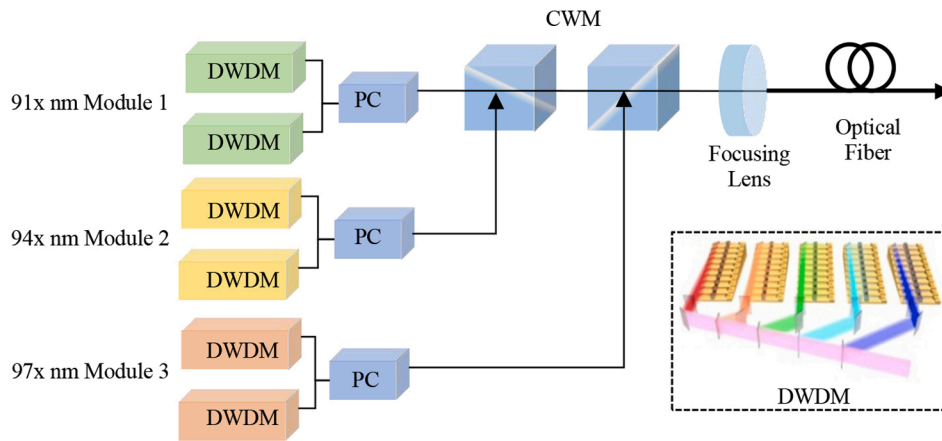 CWM
DWDM
91x nm Module 1
PC
DWDM
Focusing
Lens
Optical
Fiber
DWDM
94x nm Module 2
PC
DWDM
DWDM
97x nm Module 3
PC
DWDM
DWDM